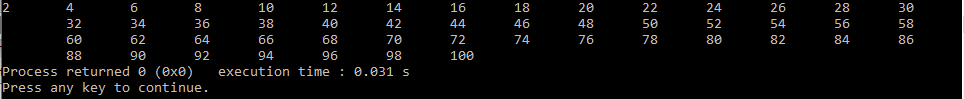 2 4 6 8 10 12 14 16 18 20 22 24 26 28 30
32 34 36 38 40 42 44 46 48 50 52 54 56 58
60 62 64 66 68 70 72 74 76 78 80 82 84 86
88 90 92 94 96 98 100
Process returned 0 (0x0) execution time : 0.031 s
Press any key to continue.